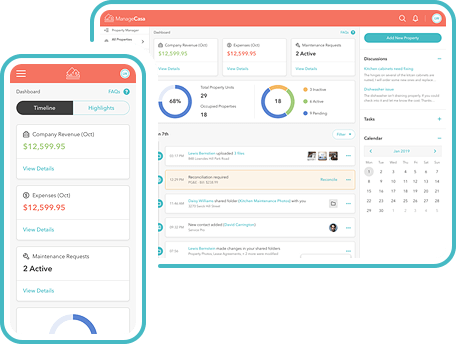 ManageCasa
Property Manager
All Properties
Dashboard
FAQs
Add New Property
Company Revenue (Oct)
$12,599.95
View Details
Expenses (Oct)
$12,599.95
View Details
Maintenance Requests
2 Active
View Details
Discussions
Kitchen cabinets need fixing
Dishwasher issue
68%
Total Property Units
29
Occupied Properties
18
18
3 Inactive
6 Active
9 Pending
Tasks
Calendar
Jan 2019
Filter
Lewis Bernstein uploaded 3 files
Reconciliation required
Reconcile
Daisy Williams shared folder (Kitchen Maintenance Photos) with you
New contact added (David Carrington)
Service Pro
Lewis Bernstein made changes in your shared folders
Dashboard
FAQs
Timeline
Highlights
Company Revenue (Oct)
$12,599.95
View Details
Expenses (Oct)
$12,599.95
View Details
Maintenance Requests
2 Active
View Details